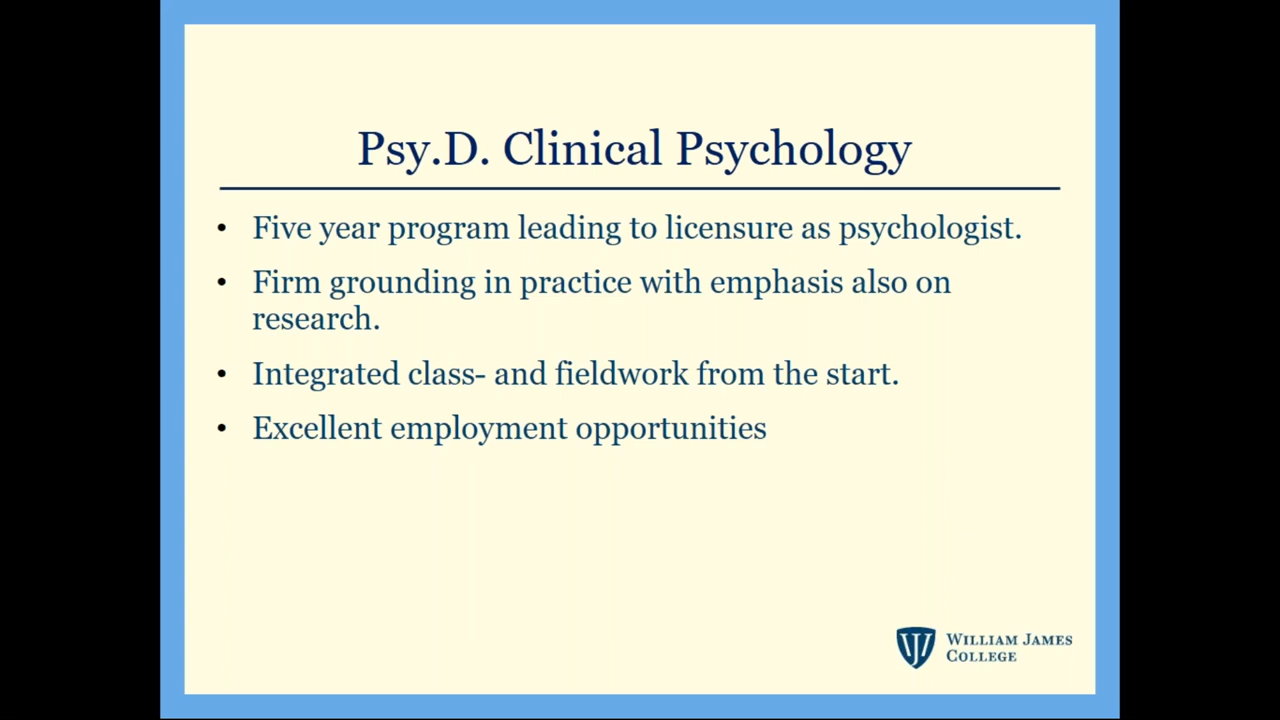 Psy.D. Clinical Psychology
• Five year program leading to licensure as psychologist.
• Firm grounding in practice with emphasis also on
research.
• Integrated class- and fieldwork from the start.
• Excellent employment opportunities
WILLIAM JAMES
COLLEGE